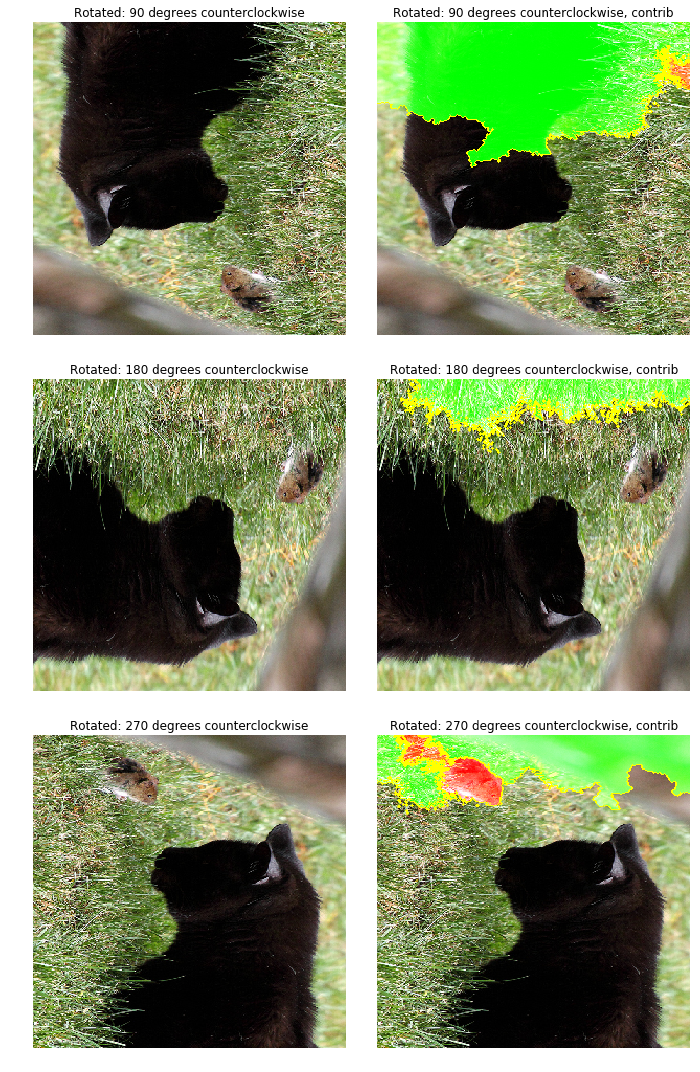 Rotated: 90 degrees counterclockwise
Rotated: 90 degrees counterclockwise, contrib
Rotated: 180 degrees counterclockwise
Rotated: 180 degrees counterclockwise, contrib
Rotated: 270 degrees counterclockwise
Rotated: 270 degrees counterclockwise, contrib